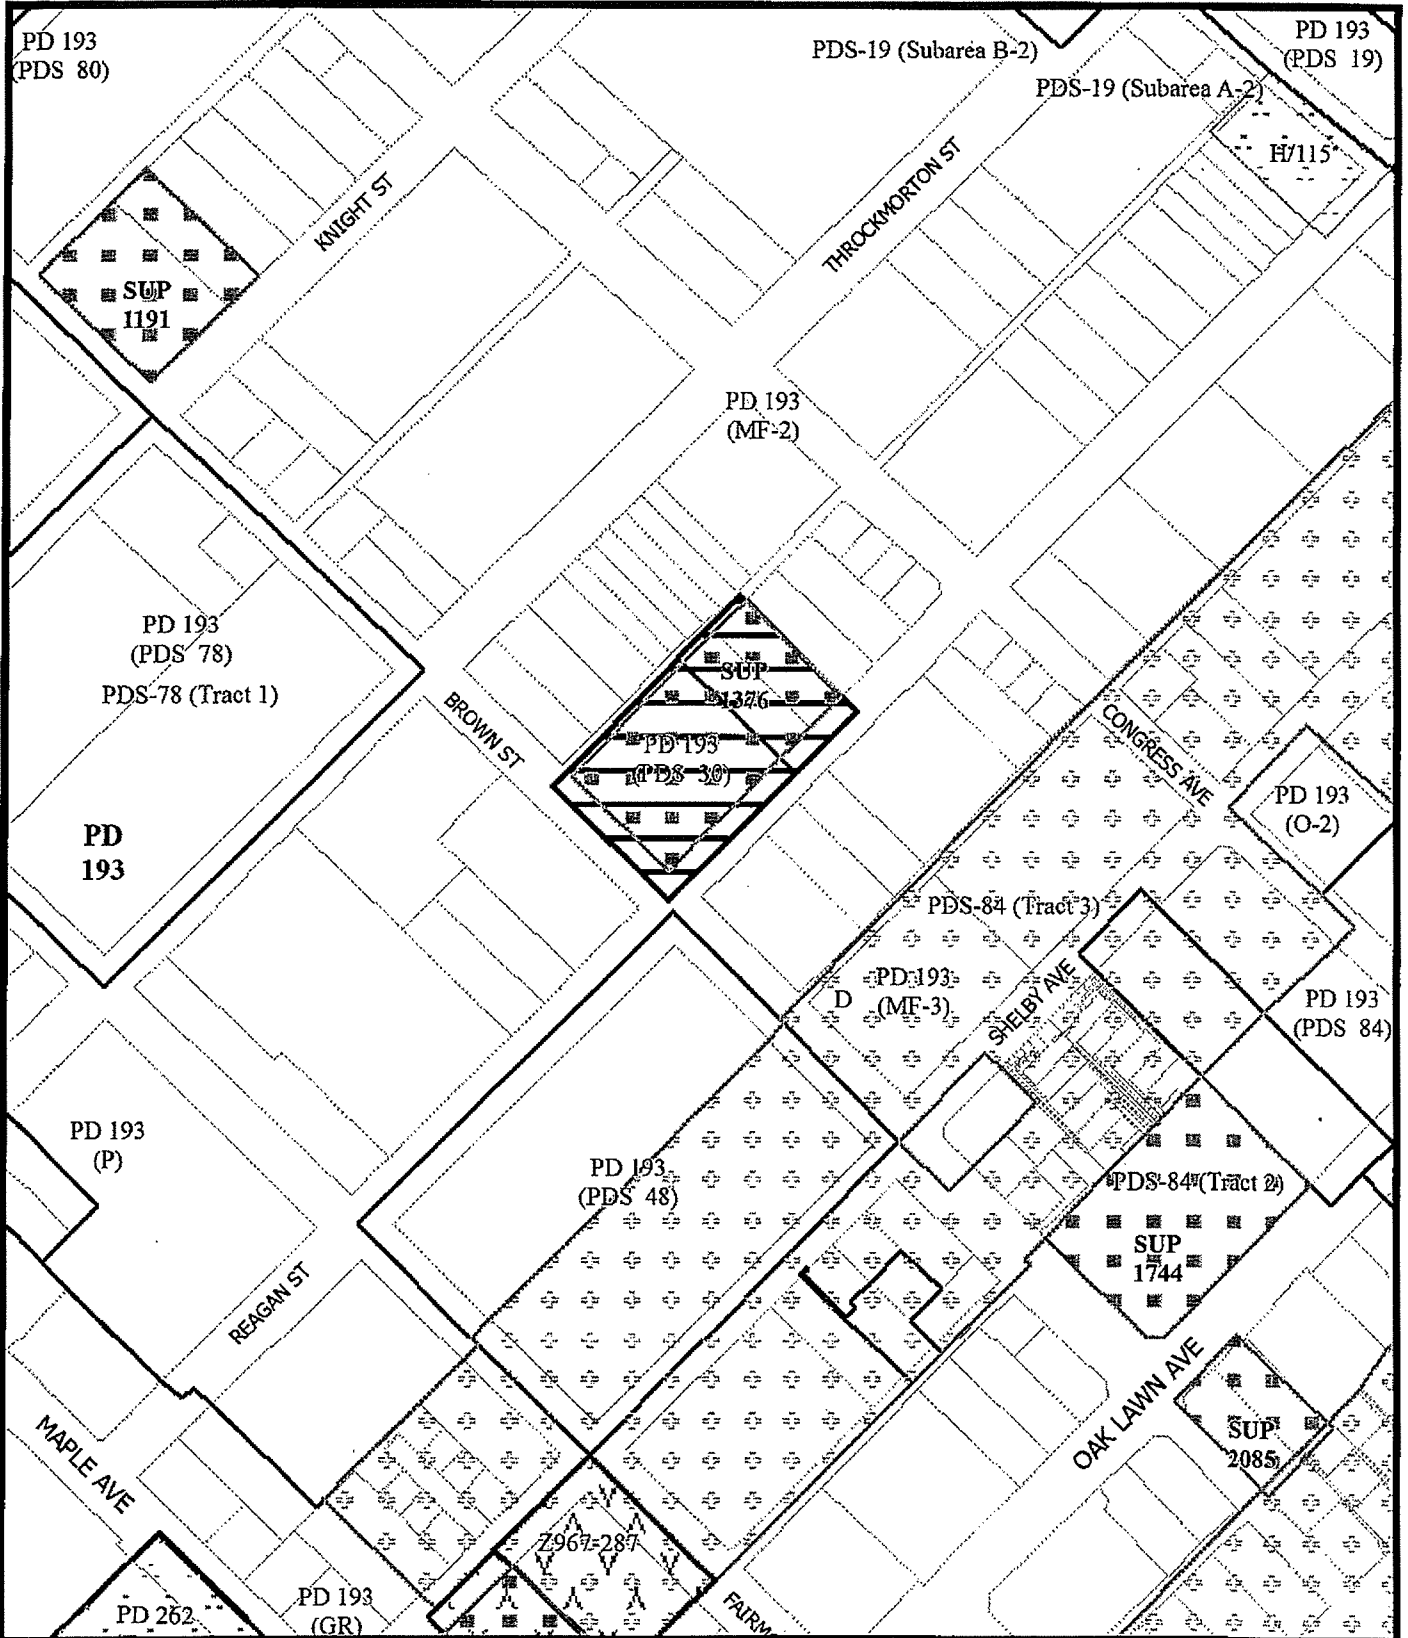 PD 193
(PDS 80)
PDS-19 (Subarea B-2)
PD 193
(PDS 19)
PDS-19 (Subarea A-2)
H/115
KNIGHT ST
THROCKMORTON ST
SUP
1191
PD 193
(MF-2)
PD 193
(PDS 78)
PDS-78 (Tract 1)
BROWN ST
SUP
1376
PD 193
(PDS 30)
CONGRESS AVE
PD 193
(O-2)
PD
193
PDS-84 (Tract 3)
D
PD 193
(MF-3)
SHELBY AVE
PD 193
(PDS 84)
PD 193
(P)
PD 193
(PDS 48)
PDS-84 (Tract 2)
SUP
1744
REAGAN ST
OAK LAWN AVE
SUP
2085
MAPLE AVE
Z967-287
PD 262
PD 193
(GR)